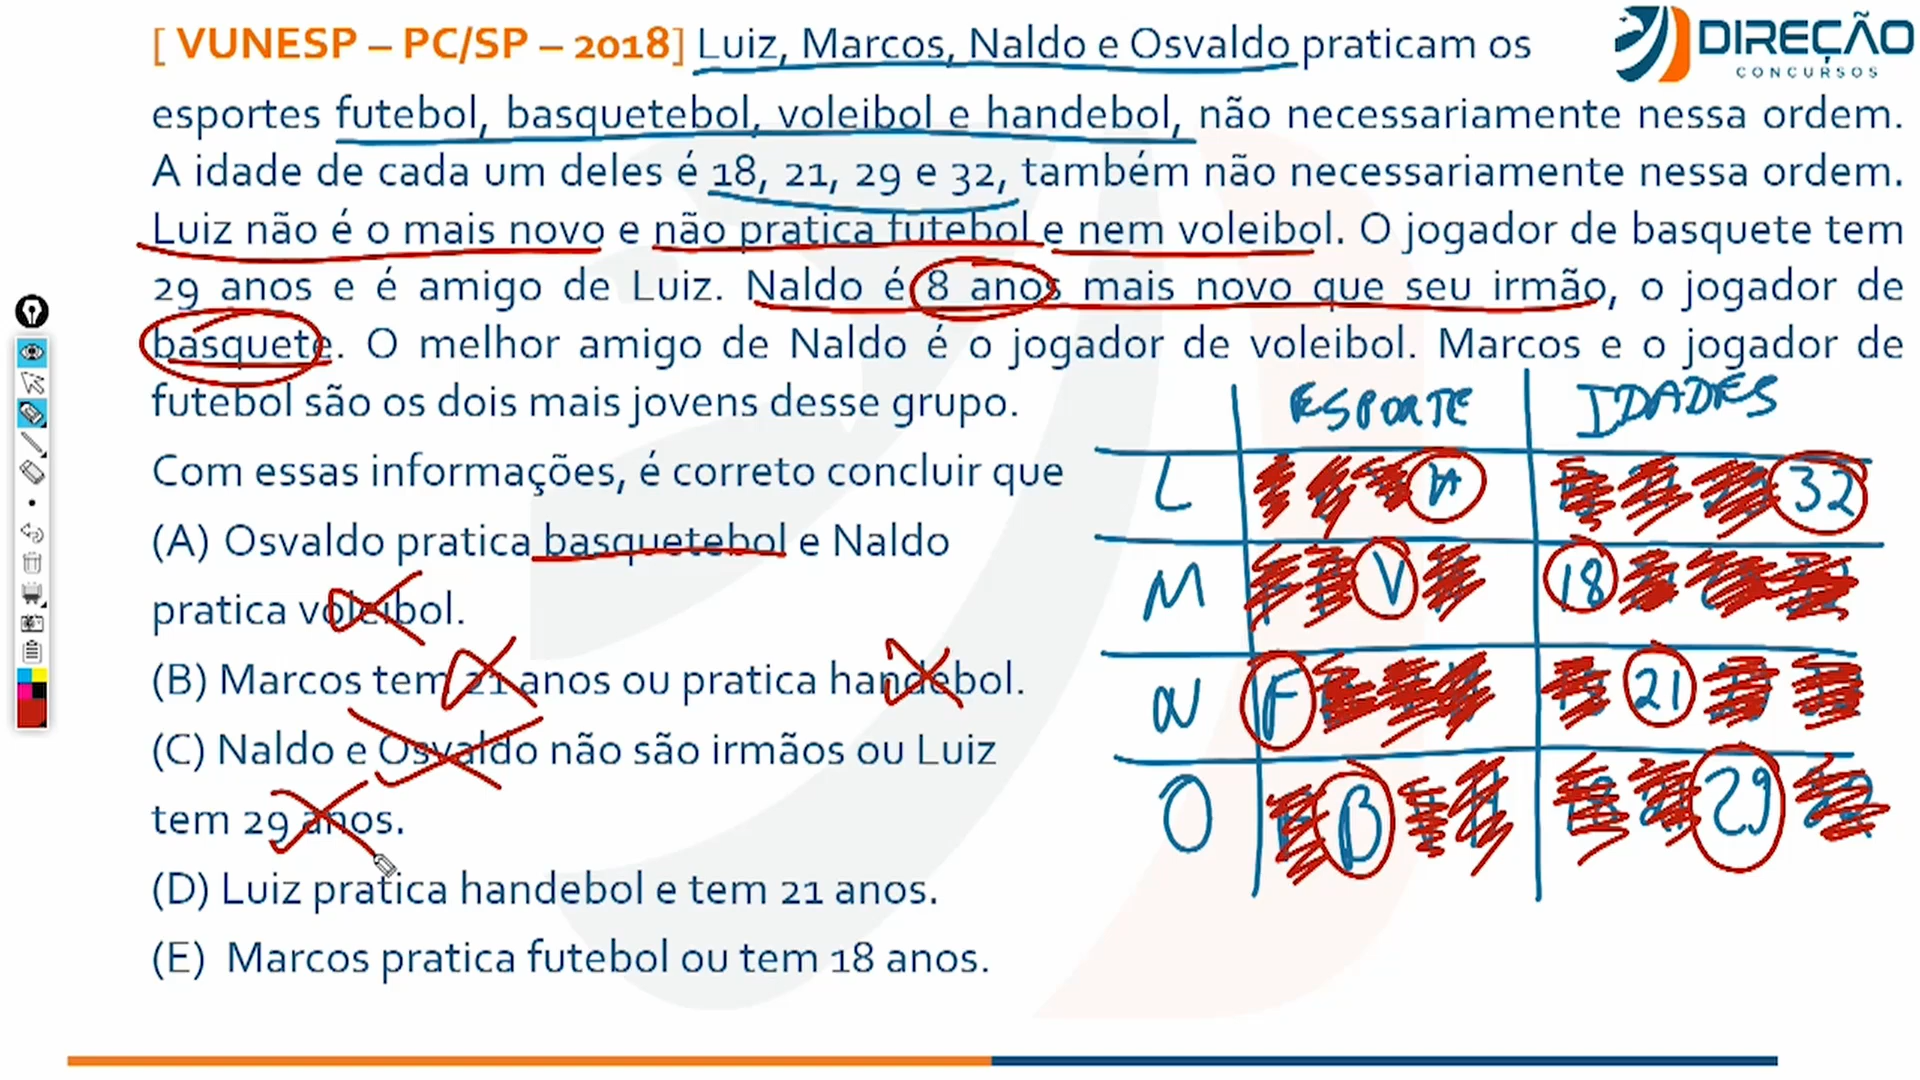 [ VUNESP – PC/SP – 2018] Luiz, Marcos, Naldo e Osvaldo praticam os
DIREÇÃO
CONCURSOS
esportes futebol, basquetebol, voleibol e handebol, não necessariamente nessa ordem.
A idade de cada um deles é 18, 21, 29 e 32, também não necessariamente nessa ordem.
Luiz não é o mais novo e não pratica futebol e nem voleibol. O jogador de basquete tem
29 anos e é amigo de Luiz. Naldo é 8 anos mais novo que seu irmão, o jogador de
basquete. O melhor amigo de Naldo é o jogador de voleibol. Marcos e o jogador de
futebol são os dois mais jovens desse grupo.
Com essas informações, é correto concluir que
(A) Osvaldo pratica basquetebol e Naldo
pratica voleibol.
(B) Marcos tem 21 anos ou pratica handebol.
(C) Naldo e Osvaldo não são irmãos ou Luiz
tem 29 anos.
(D) Luiz pratica handebol e tem 21 anos.
(E) Marcos pratica futebol ou tem 18 anos.
ESPORTE IDADES
L H 32
M V 18
N F 21
O B 29